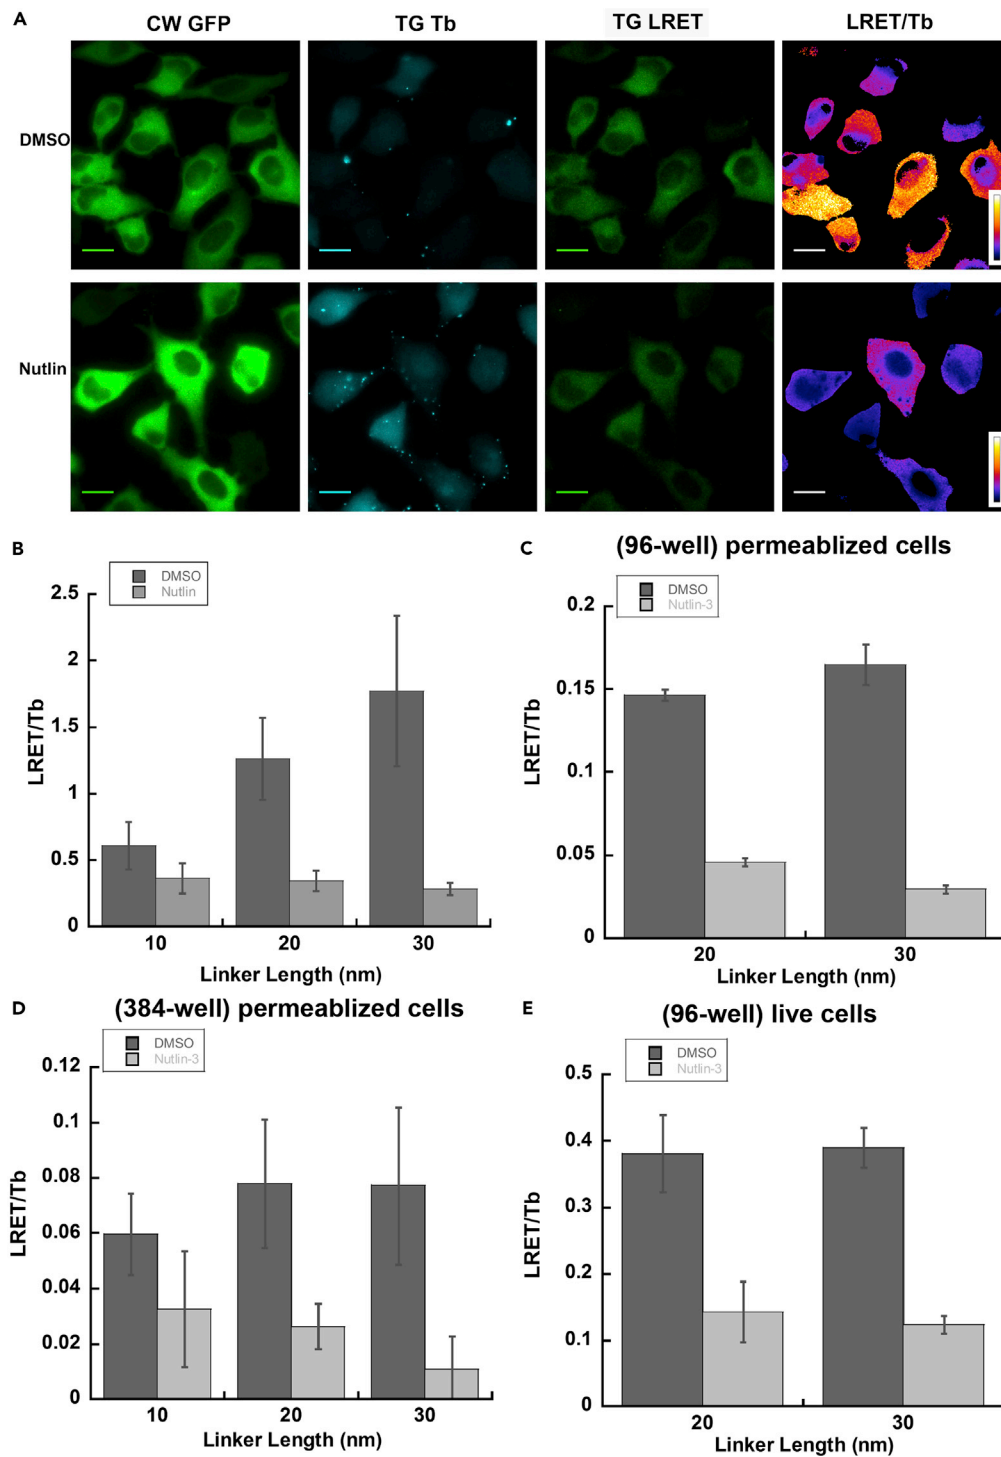 A
CW GFP
TG Tb
TG LRET
LRET/Tb
DMSO
Nutlin
B
DMSO
Nutlin
2.5
2
1.5
1
0.5
0
LRET/Tb
10
20
30
Linker Length (nm)
C
(96-well) permeablized cells
DMSO
Nutlin-3
0.2
0.15
0.1
0.05
0
LRET/Tb
20
30
Linker Length (nm)
D
(384-well) permeablized cells
DMSO
Nutlin-3
0.12
0.1
0.08
0.06
0.04
0.02
0
LRET/Tb
10
20
30
Linker Length (nm)
E
(96-well) live cells
DMSO
Nutlin-3
0.5
0.4
0.3
0.2
0.1
0
LRET/Tb
20
30
Linker Length (nm)